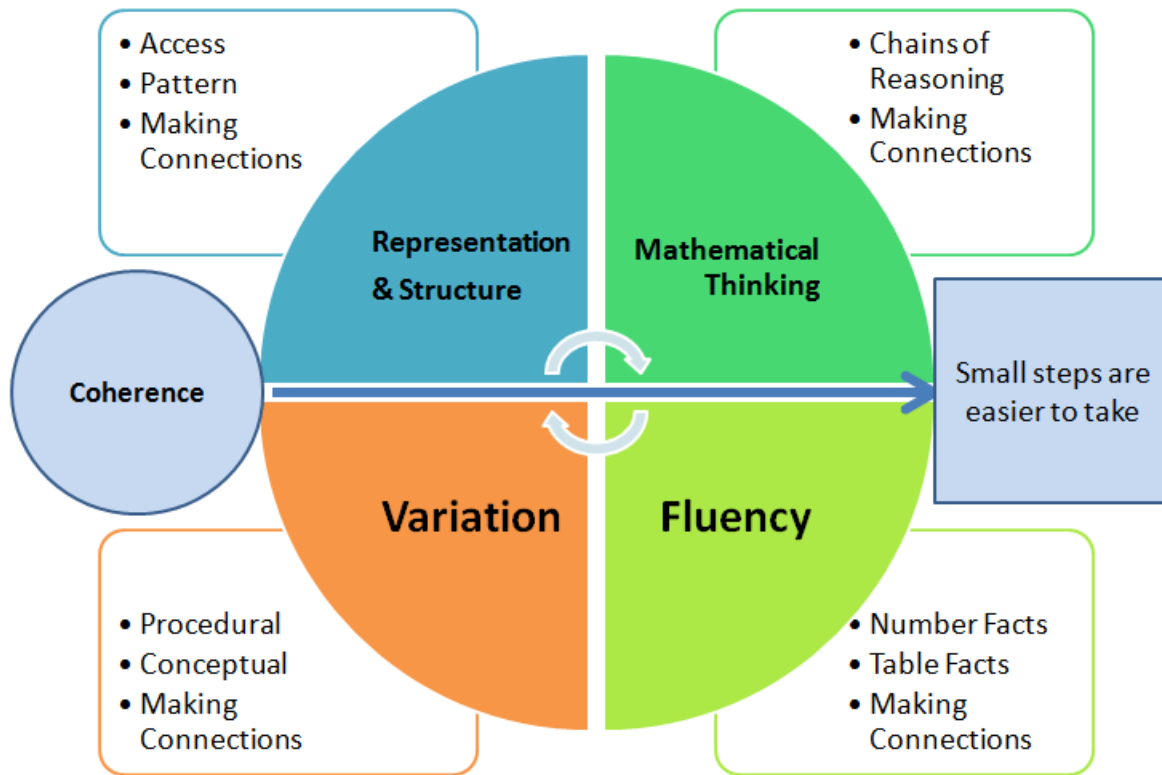 • Access
• Pattern
• Making
Connections
• Chains of
Reasoning
• Making
Connections
Representation
& Structure
Mathematical
Thinking
Coherence
Small steps are
easier to take
Variation
Fluency
• Procedural
• Conceptual
• Making
Connections
• Number Facts
• Table Facts
• Making
Connections